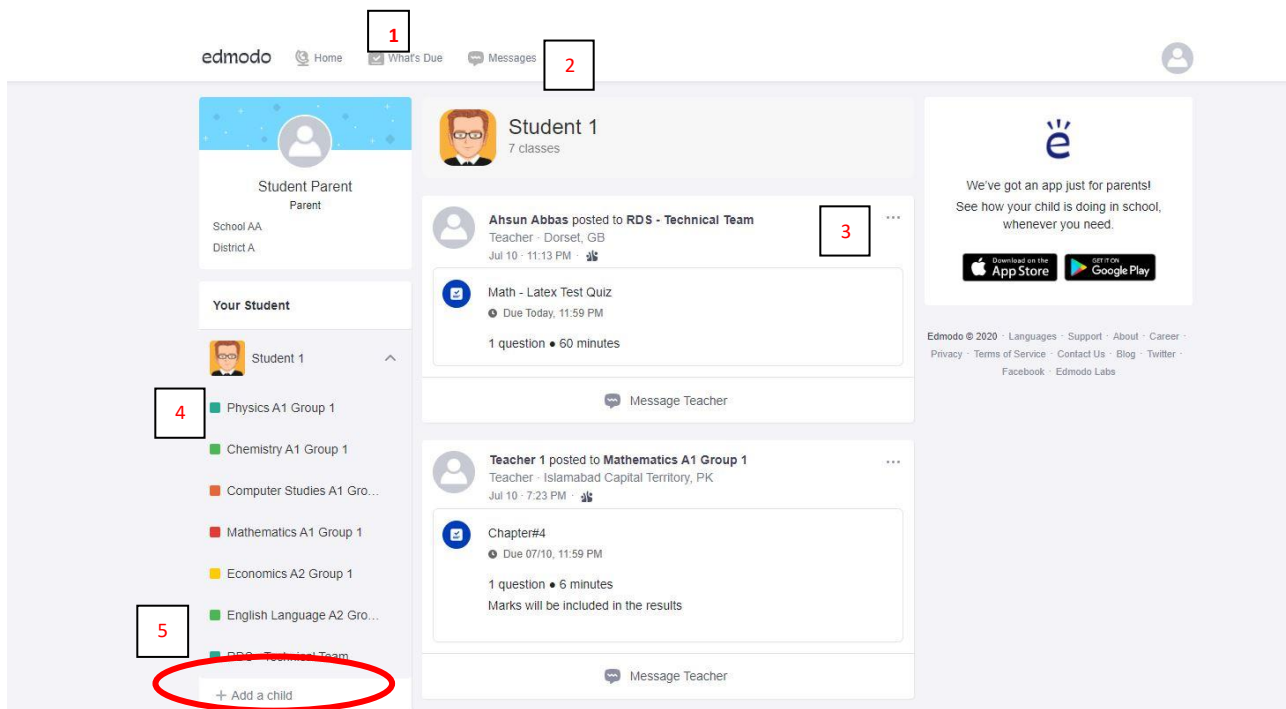 1
edmodo Home What's Due Messages
2
Student Parent
Parent
School AA
District A
Your Student
Student 1
4
Physics A1 Group 1
Chemistry A1 Group 1
Computer Studies A1 Gro...
Mathematics A1 Group 1
Economics A2 Group 1
English Language A2 Gro...
5
RDS - Technical Team
+ Add a child
Student 1
7 classes
Ahsun Abbas posted to RDS - Technical Team
3
Teacher · Dorset, GB
Jul 10 · 11:13 PM ·
Math - Latex Test Quiz
Due Today, 11:59 PM
1 question ● 60 minutes
Message Teacher
Teacher 1 posted to Mathematics A1 Group 1
Teacher · Islamabad Capital Territory, PK
Jul 10 · 7:23 PM ·
Chapter#4
Due 07/10, 11:59 PM
1 question ● 6 minutes
Marks will be included in the results
Message Teacher
ë
We've got an app just for parents!
See how your child is doing in school,
whenever you need.
Download on the
App Store
GET IT ON
Google Play
Edmodo © 2020 · Languages · Support · About · Career ·
Privacy · Terms of Service · Contact Us · Blog · Twitter ·
Facebook · Edmodo Labs